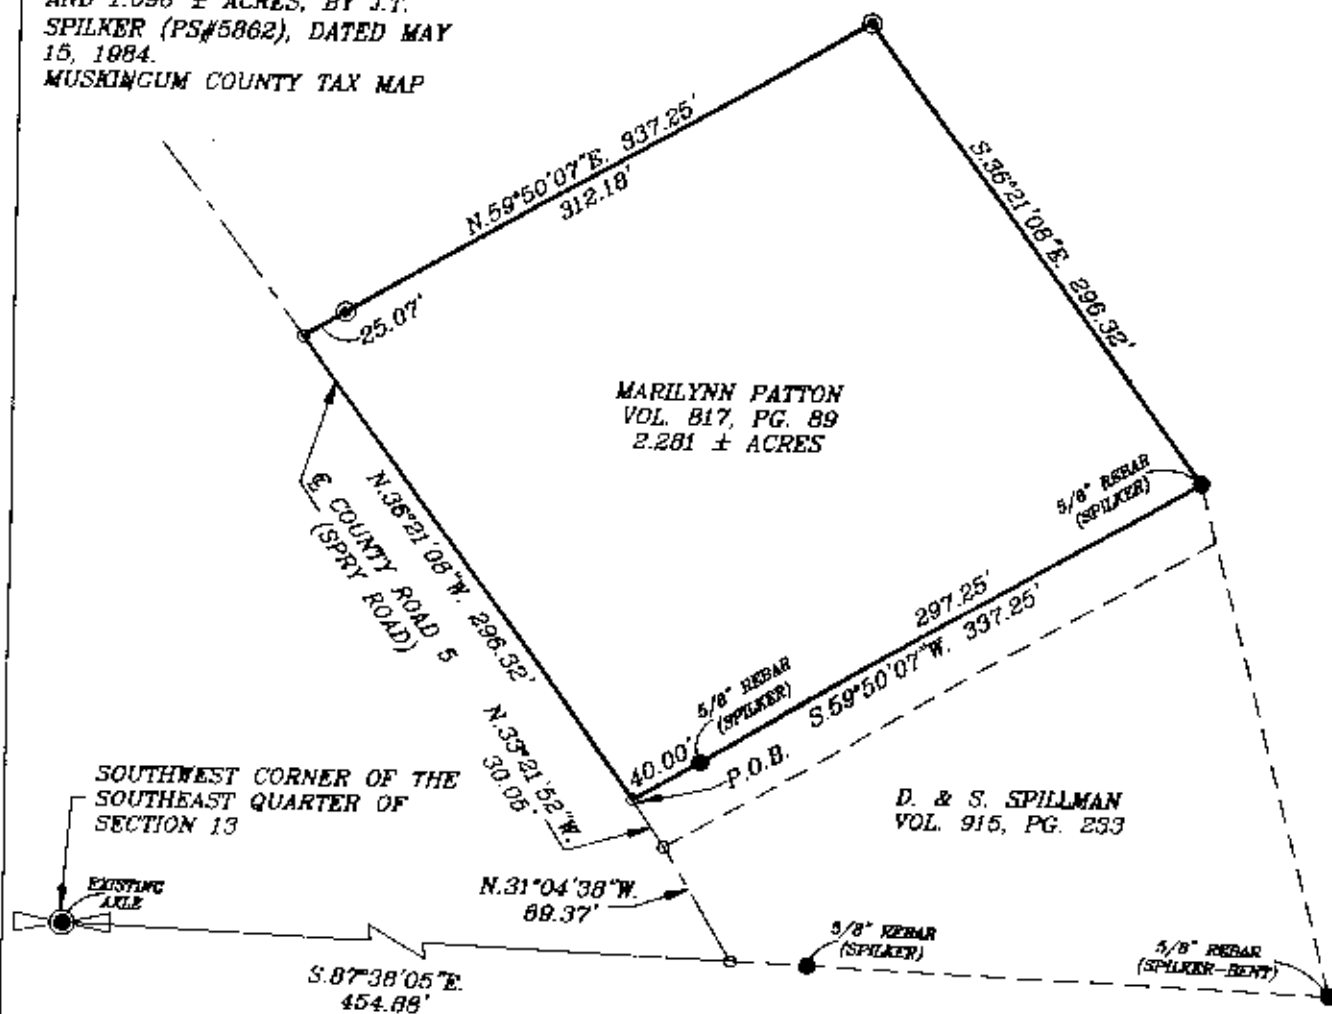 AND 1.098 ± ACRES, BY J.T.
SPILKER (PS#5862), DATED MAY
15, 1984.
MUSKINGUM COUNTY TAX MAP
N.59°50'07"E. 337.25'
312.18'
25.07'
S.36°21'08"E. 296.32'
MARILYNN PATTON
VOL. 817, PG. 89
2.281 ± ACRES
5/8" REBAR
(SPILKER)
N.36°21'08"W. 296.32'
℄ COUNTY ROAD 5
(SPRY ROAD)
297.25'
S.59°50'07"W. 337.25'
5/8" REBAR
(SPILKER)
40.00'
P.O.B.
N.33°21'52"W.
30.05'
D. & S. SPILLMAN
VOL. 915, PG. 233
SOUTHWEST CORNER OF THE
SOUTHEAST QUARTER OF
SECTION 13
EXISTING
AXLE
N.31°04'38"W.
69.37'
5/8" REBAR
(SPILKER)
5/8" REBAR
(SPILKER-BENT)
S.87°38'05"E.
454.88'